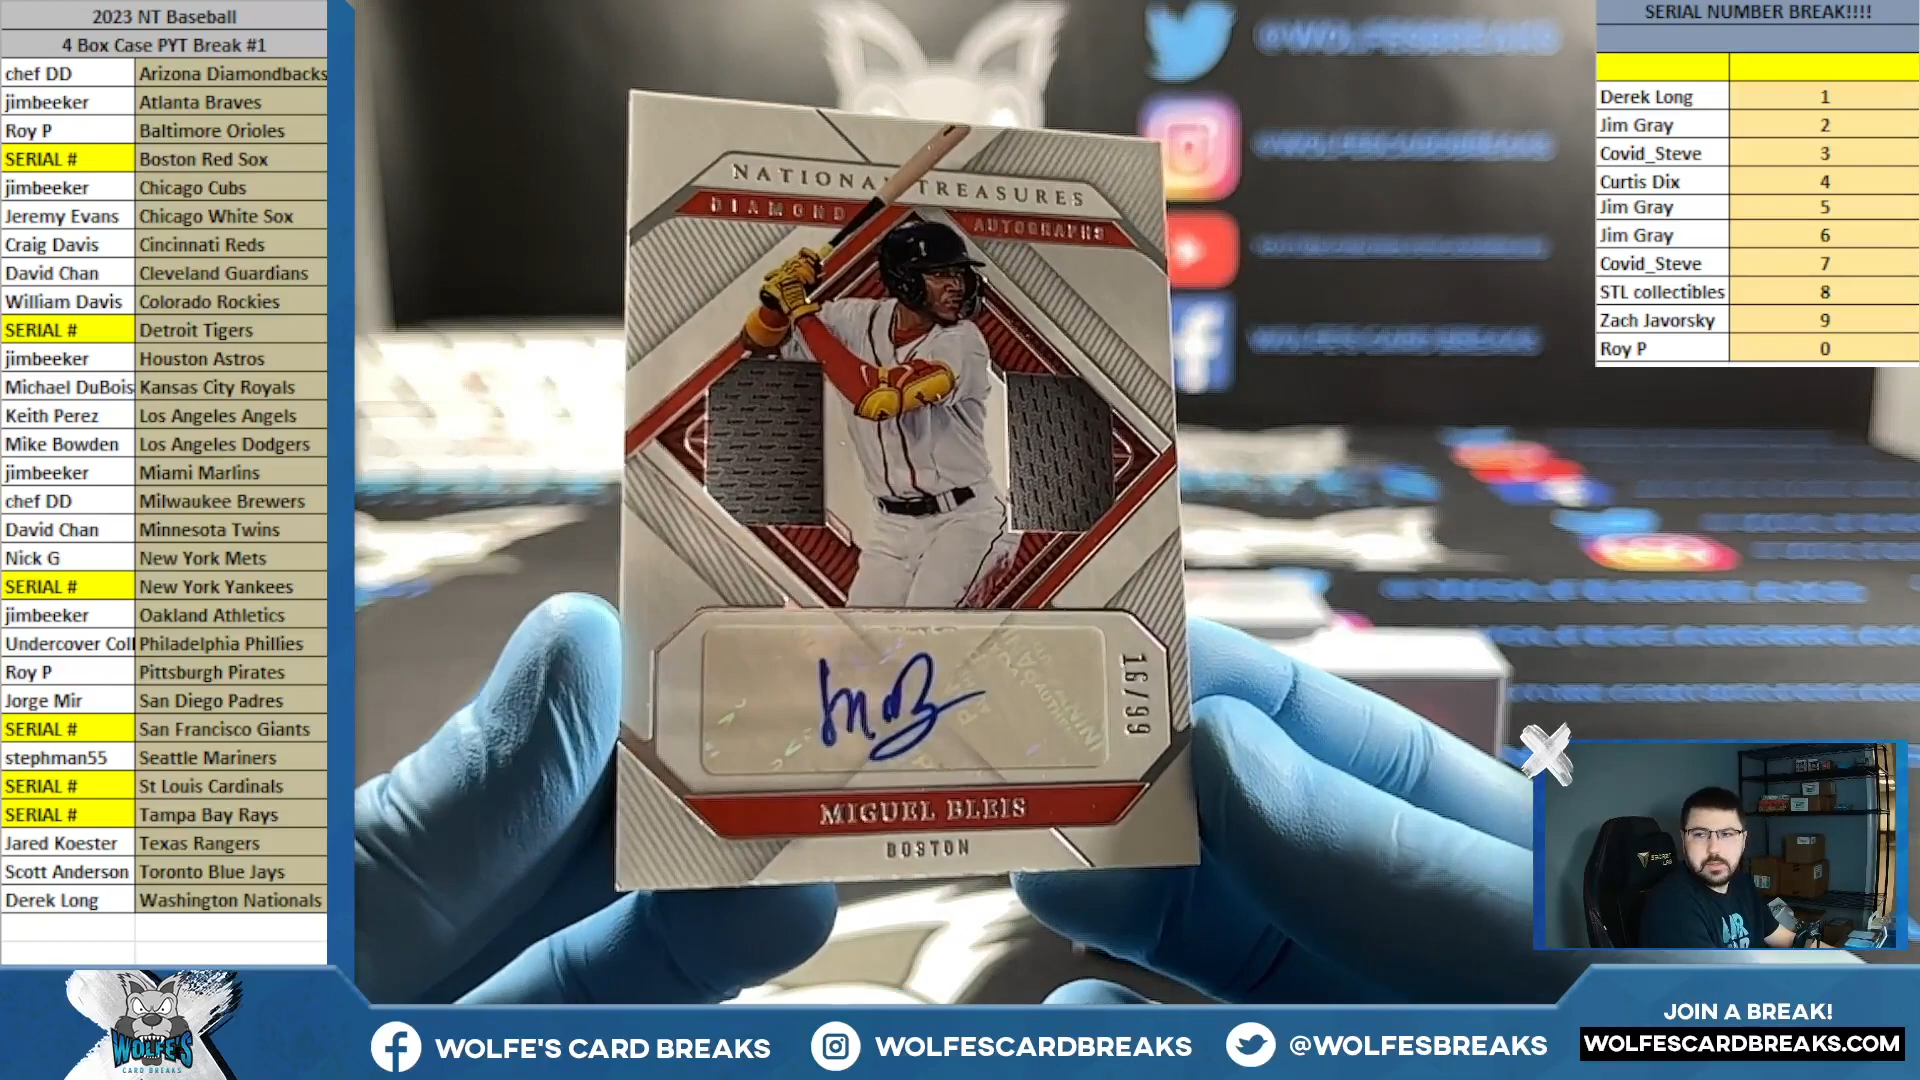 2023 NT Baseball
4 Box Case PYT Break #1
chef DD Arizona Diamondbacks
jimbeeker Atlanta Braves
Roy P Baltimore Orioles
SERIAL # Boston Red Sox
jimbeeker Chicago Cubs
Jeremy Evans Chicago White Sox
Craig Davis Cincinnati Reds
David Chan Cleveland Guardians
William Davis Colorado Rockies
SERIAL # Detroit Tigers
jimbeeker Houston Astros
Michael DuBois Kansas City Royals
Keith Perez Los Angeles Angels
Mike Bowden Los Angeles Dodgers
jimbeeker Miami Marlins
chef DD Milwaukee Brewers
David Chan Minnesota Twins
Nick G New York Mets
SERIAL # New York Yankees
jimbeeker Oakland Athletics
Undercover Coll Philadelphia Phillies
Roy P Pittsburgh Pirates
Jorge Mir San Diego Padres
SERIAL # San Francisco Giants
stephman55 Seattle Mariners
SERIAL # St Louis Cardinals
SERIAL # Tampa Bay Rays
Jared Koester Texas Rangers
Scott Anderson Toronto Blue Jays
Derek Long Washington Nationals
NATIONAL TREASURES
DIAMOND AUTOGRAPHS
16/99
MIGUEL BLEIS
BOSTON
SERIAL NUMBER BREAK!!!!
Derek Long 1
Jim Gray 2
Covid_Steve 3
Curtis Dix 4
Jim Gray 5
Jim Gray 6
Covid_Steve 7
STL collectibles 8
Zach Javorsky 9
Roy P 0
WOLFE'S
CARD BREAKS
WOLFE'S CARD BREAKS
WOLFESCARDBREAKS
@WOLFESBREAKS
JOIN A BREAK!
WOLFESCARDBREAKS.COM